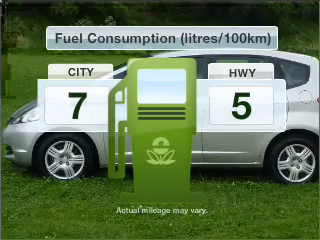 Fuel Consumption (litres/100km)
CITY HWY
7 5
Actual mileage may vary.